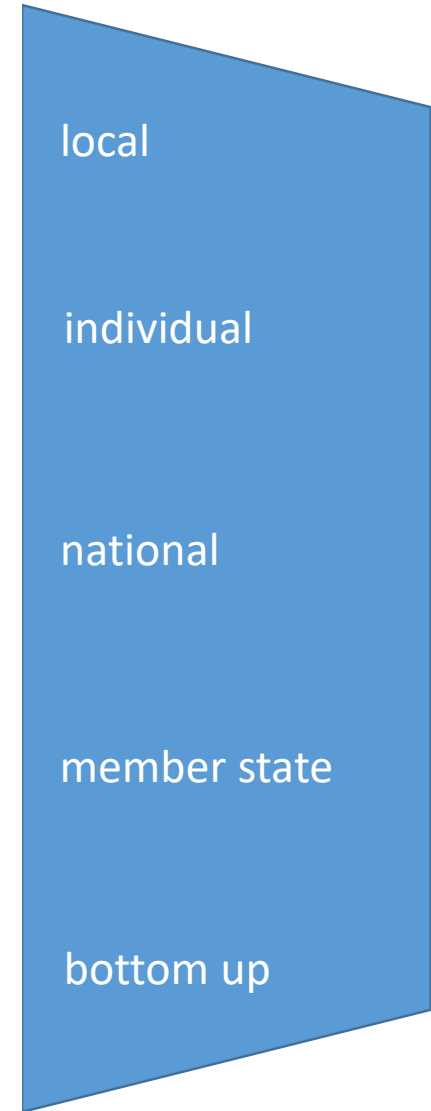 local
individual
national
member state
bottom up